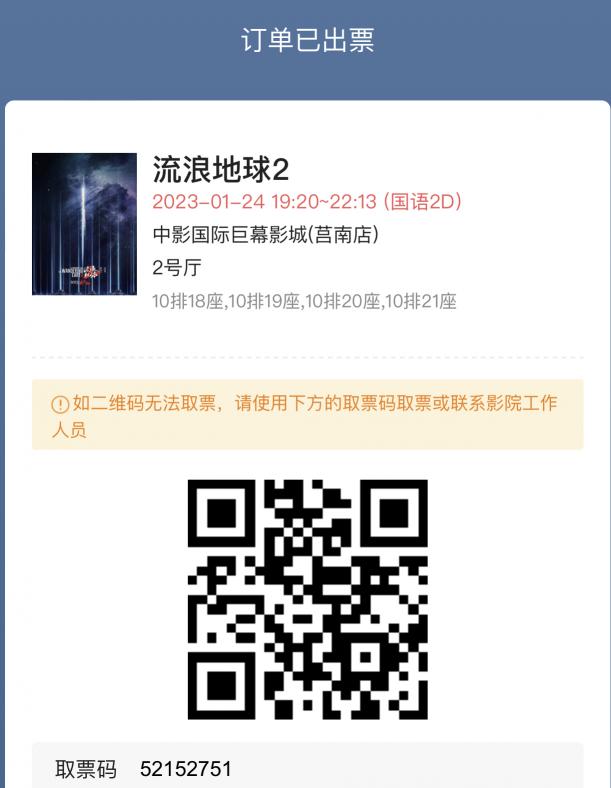 订单已出票
流浪地球2
2023-01-24 19:20~22:13 (国语2D)
中影国际巨幕影城(莒南店)
2号厅
10排18座,10排19座,10排20座,10排21座
如二维码无法取票，请使用下方的取票码取票或联系影院工作
人员
取票码 52152751